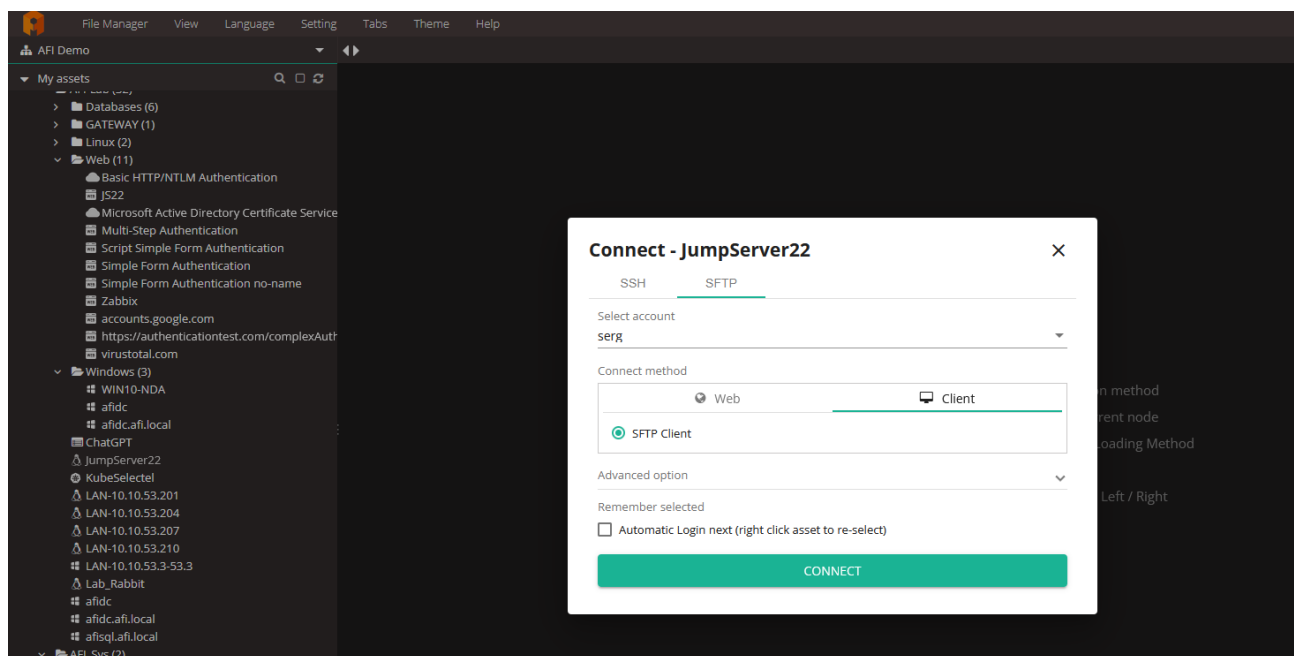 File Manager View Language Setting Tabs Theme Help
AFI Demo
My assets
Databases (6)
GATEWAY (1)
Linux (2)
Web (11)
Basic HTTP/NTLM Authentication
JS22
Microsoft Active Directory Certificate Service
Multi-Step Authentication
Script Simple Form Authentication
Simple Form Authentication
Simple Form Authentication no-name
Zabbix
accounts.google.com
https://authenticationtest.com/complexAuth
virustotal.com
Windows (3)
WIN10-NDA
afidc
afidc.afi.local
ChatGPT
JumpServer22
KubeSelectel
LAN-10.10.53.201
LAN-10.10.53.204
LAN-10.10.53.207
LAN-10.10.53.210
LAN-10.10.53.3-53.3
Lab_Rabbit
afidc
afidc.afi.local
afisql.afi.local
AFI_Sys (2)
Connect - JumpServer22
SSH SFTP
Select account
serg
Connect method
Web Client
SFTP Client
Advanced option
Remember selected
Automatic Login next (right click asset to re-select)
CONNECT
n method
rent node
oading Method
Left / Right